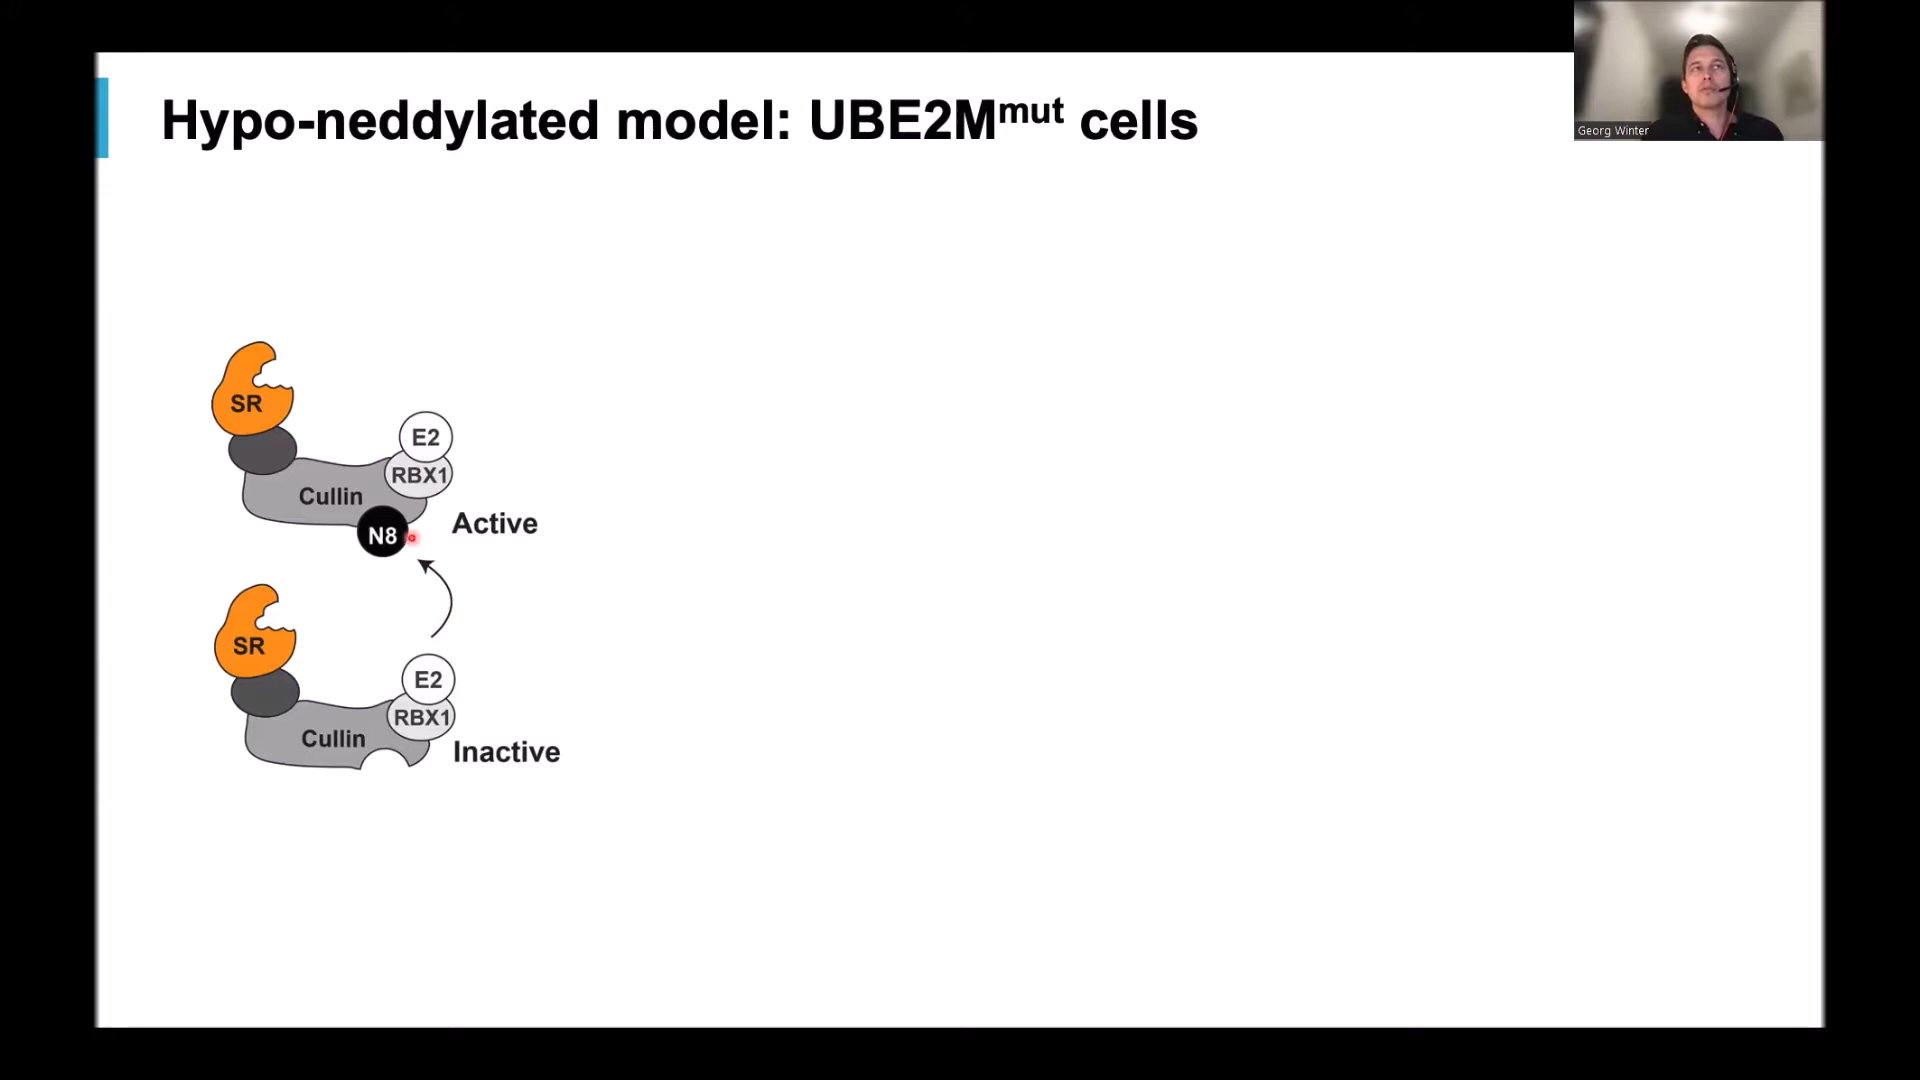 Hypo-neddylated model: UBE2Mmut cells
Georg Winter
SR
E2
RBX1
Cullin
N8
Active
SR
E2
RBX1
Cullin
Inactive